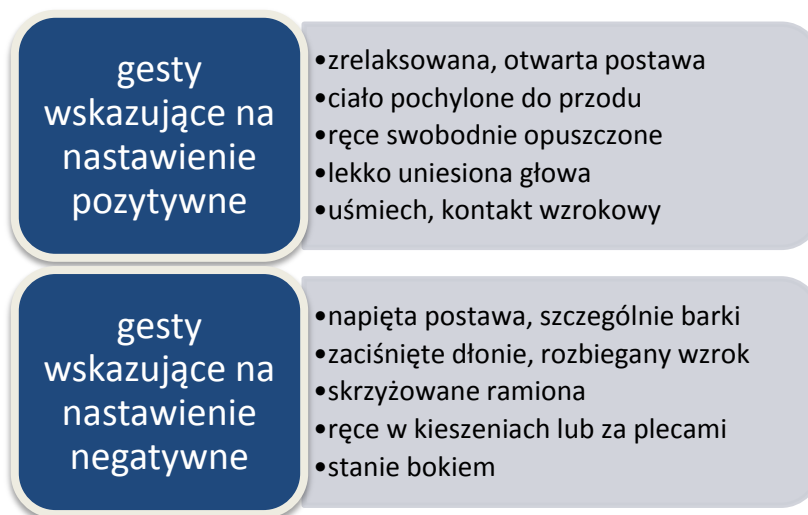 gesty
wskazujące na
nastawienie
pozytywne
•zrelaksowana, otwarta postawa
•ciało pochylone do przodu
•ręce swobodnie opuszczone
•lekko uniesiona głowa
•uśmiech, kontakt wzrokowy
gesty
wskazujące na
nastawienie
negatywne
•napięta postawa, szczególnie barki
•zaciśnięte dłonie, rozbiegany wzrok
•skrzyżowane ramiona
•ręce w kieszeniach lub za plecami
•stanie bokiem